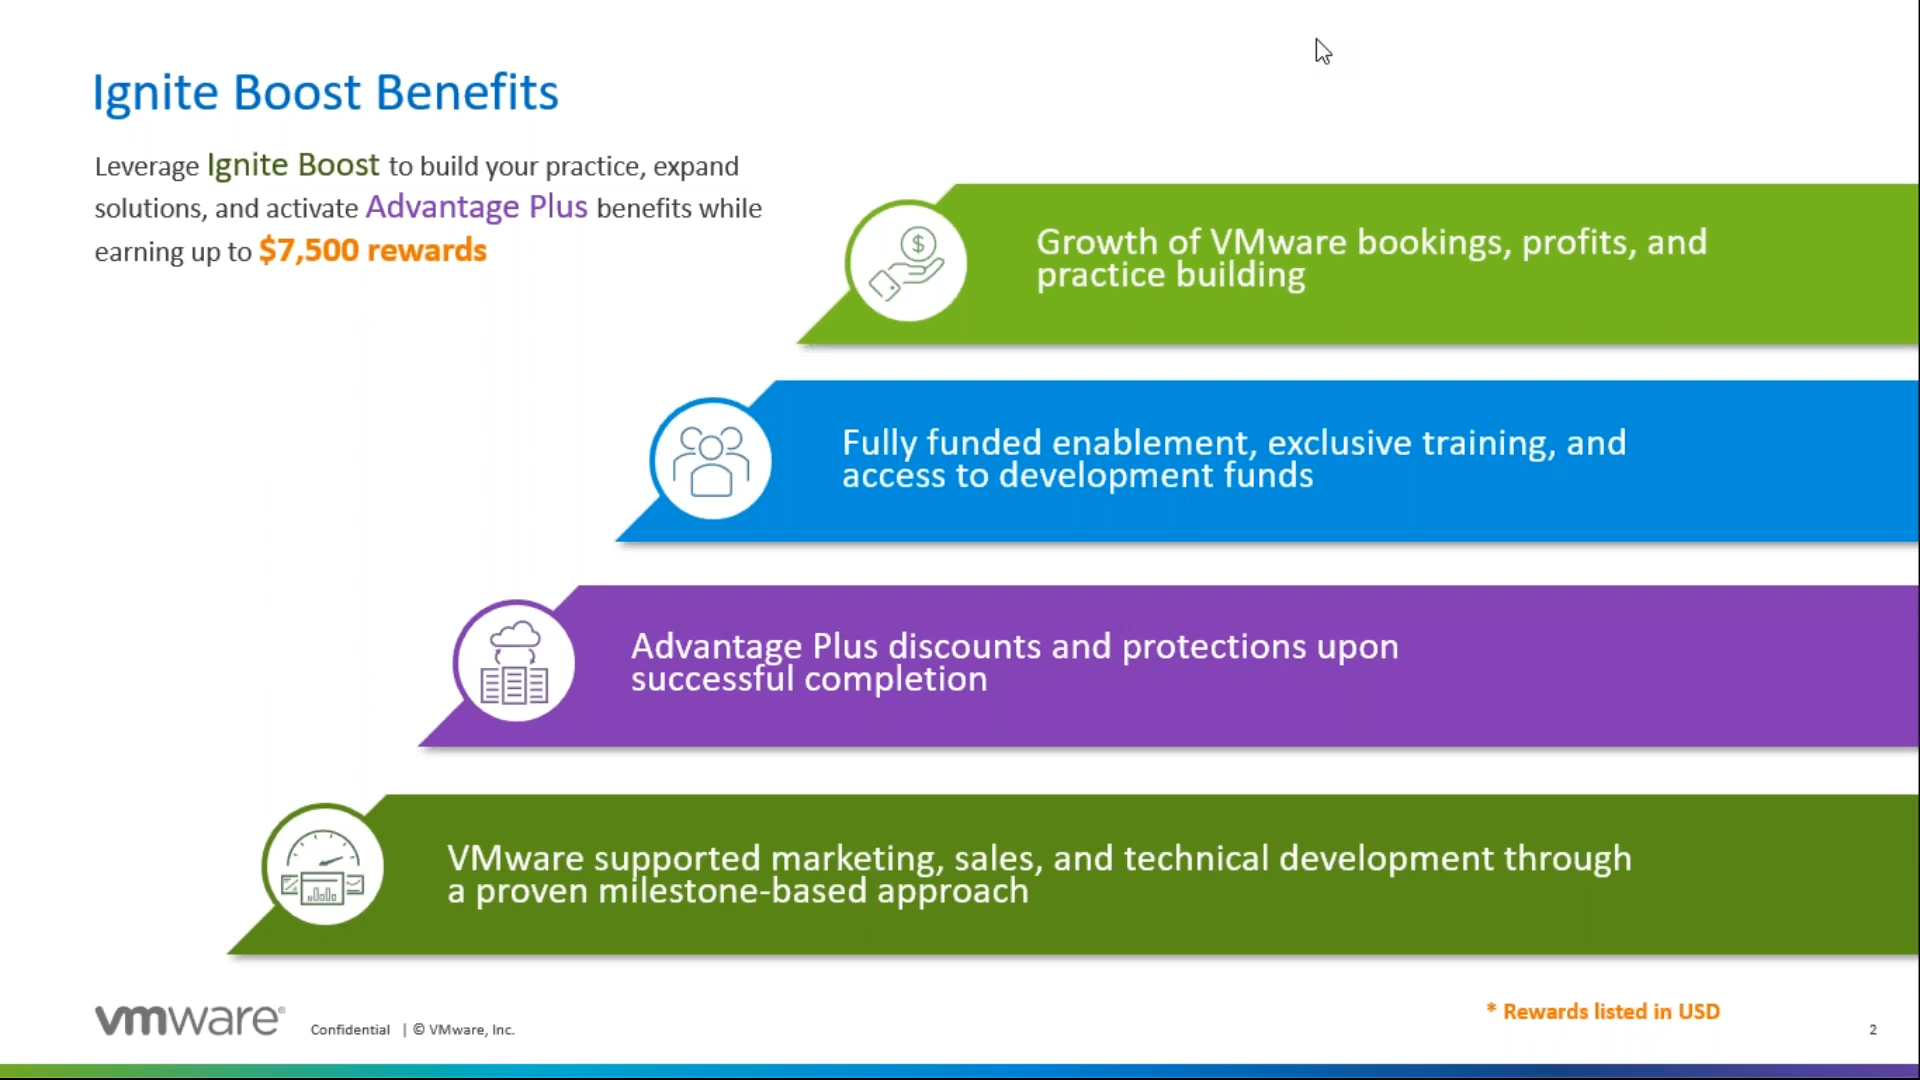 Ignite Boost Benefits
Leverage Ignite Boost to build your practice, expand
solutions, and activate Advantage Plus benefits while
earning up to $7,500 rewards
$
Growth of VMware bookings, profits, and
practice building
Fully funded enablement, exclusive training, and
access to development funds
Advantage Plus discounts and protections upon
successful completion
VMware supported marketing, sales, and technical development through
a proven milestone-based approach
* Rewards listed in USD
vmware®
Confidential | © VMware, Inc.
2